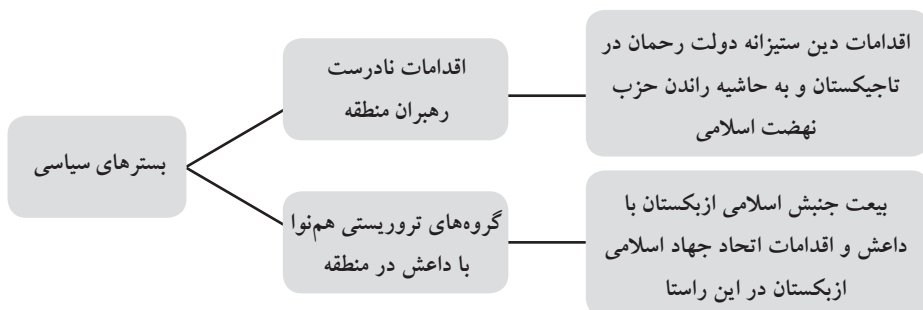 بسترهای سیاسی
اقدامات نادرست
رهبران منطقه
اقدامات دین ستیزانه دولت رحمان در
تاجیکستان و به حاشیه راندن حزب
نهضت اسلامی
گروه‌های تروریستی هم‌نوا
با داعش در منطقه
بیعت جنبش اسلامی ازبکستان با
داعش و اقدامات اتحاد جهاد اسلامی
ازبکستان در این راستا